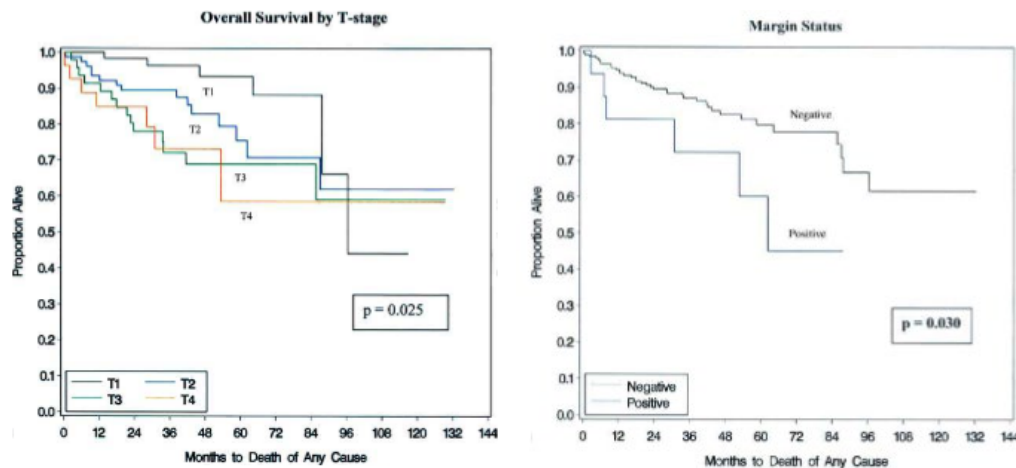 Overall Survival by T-stage
Proportion Alive
1.0
0.9
0.8
0.7
0.6
0.5
0.4
0.3
0.2
0.1
0.0
T1
T2
T3
T4
p = 0.025
T1 T2
T3 T4
0 12 24 36 48 60 72 84 96 108 120 132 144
Months to Death of Any Cause
Margin Status
Proportion Alive
1.0
0.9
0.8
0.7
0.6
0.5
0.4
0.3
0.2
0.1
0.0
Negative
Positive
p = 0.030
Negative
Positive
0 12 24 36 48 60 72 84 96 108 120 132 144
Months to Death of Any Cause